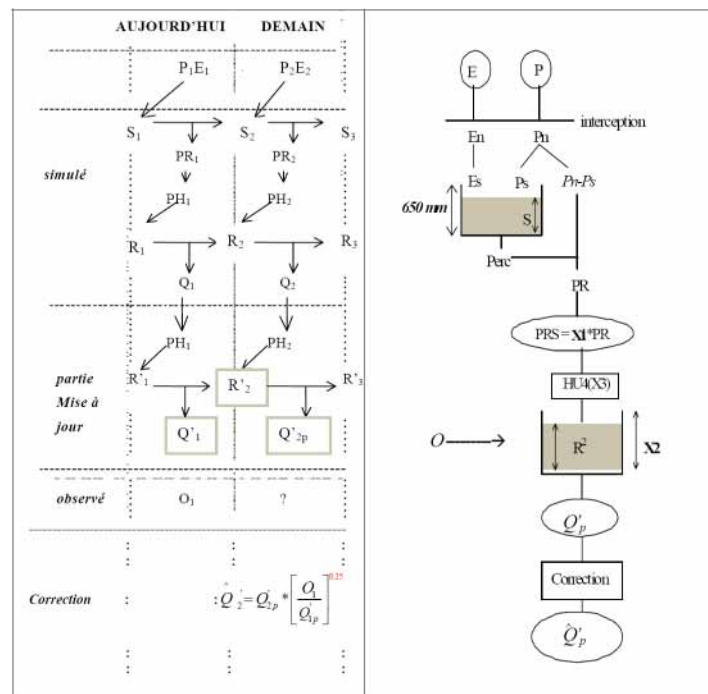 AUJOURD'HUI DEMAIN
P₁E₁ P₂E₂
S₁ S₂ S₃
PR₁ PR₂
simulé
PH₁ PH₂
R₁ R₂ R₃
Q₁ Q₂
PH₁ PH₂
partie R'₁ R'₂ R'₃
Mise à
jour Q'₁ Q'₂p
observé O₁ ?
Correction : Q̂'₂ = Q'₂p * [O₁ / Q'₁p]^0.25
E P
interception
En Pn
Es Ps Pn-Ps
650 mm
S
Perc
PR
PRS = X1*PR
HU4(X3)
O R² X2
Q'p
Correction
Q̂'p